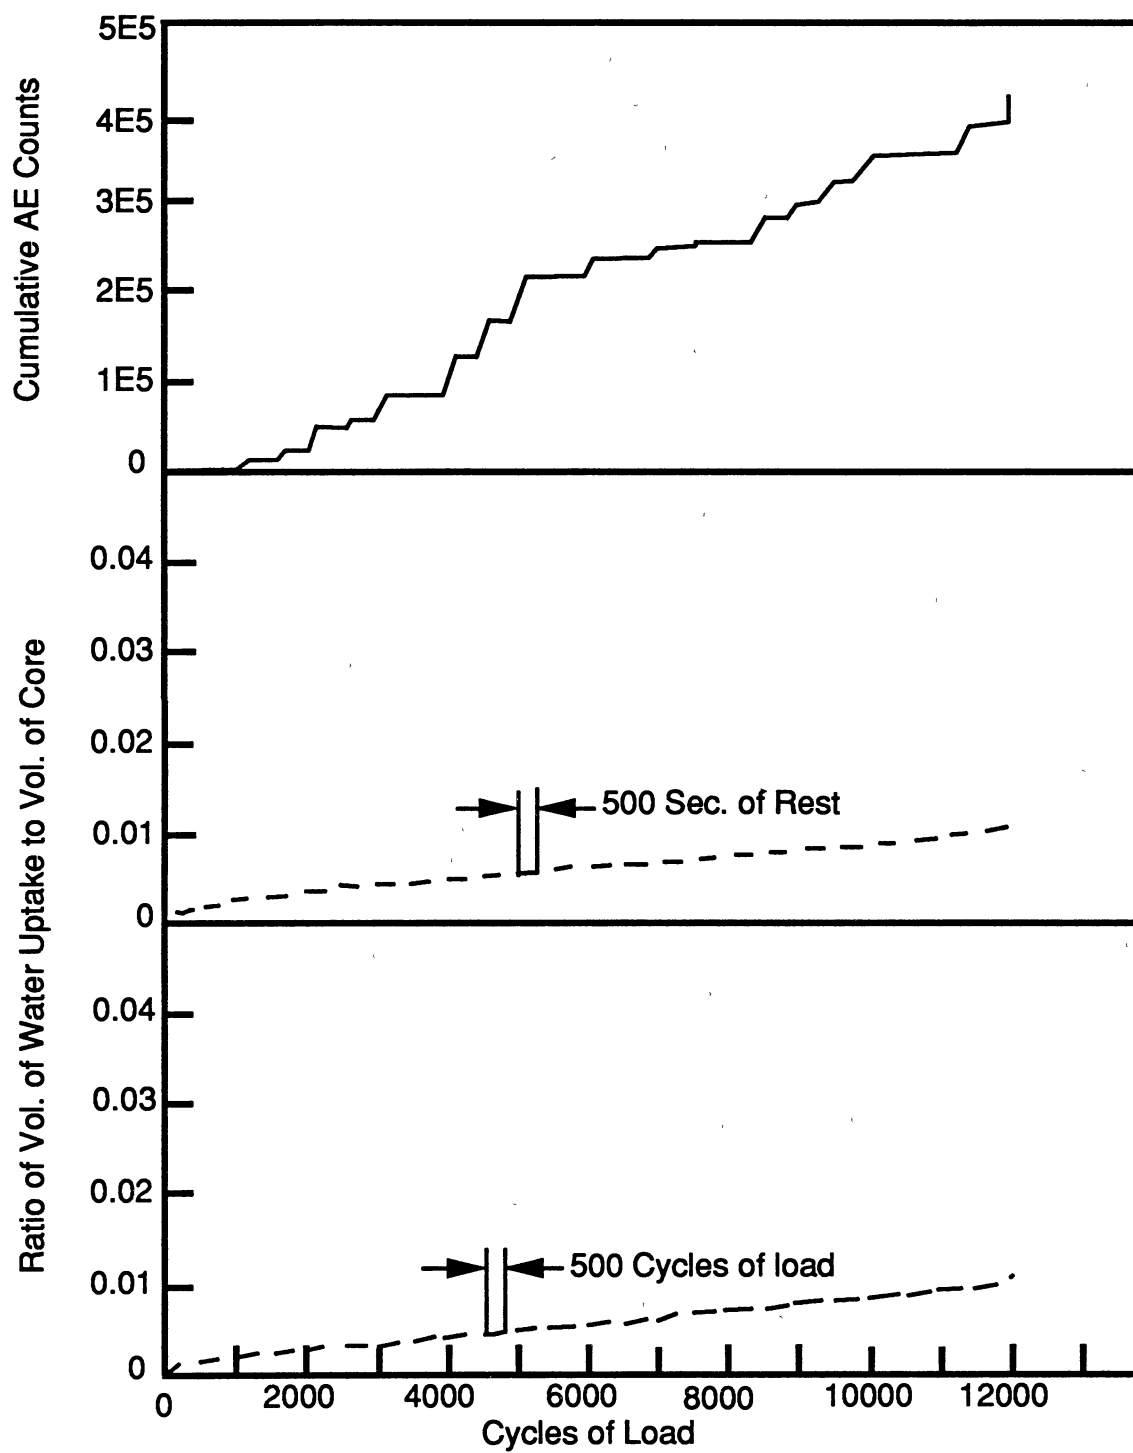 Cumulative AE Counts
5E5
4E5
3E5
2E5
1E5
0
Ratio of Vol. of Water Uptake to Vol. of Core
0.04
0.03
0.02
0.01
0
500 Sec. of Rest
0.04
0.03
0.02
0.01
0
500 Cycles of load
0 2000 4000 6000 8000 10000 12000
Cycles of Load